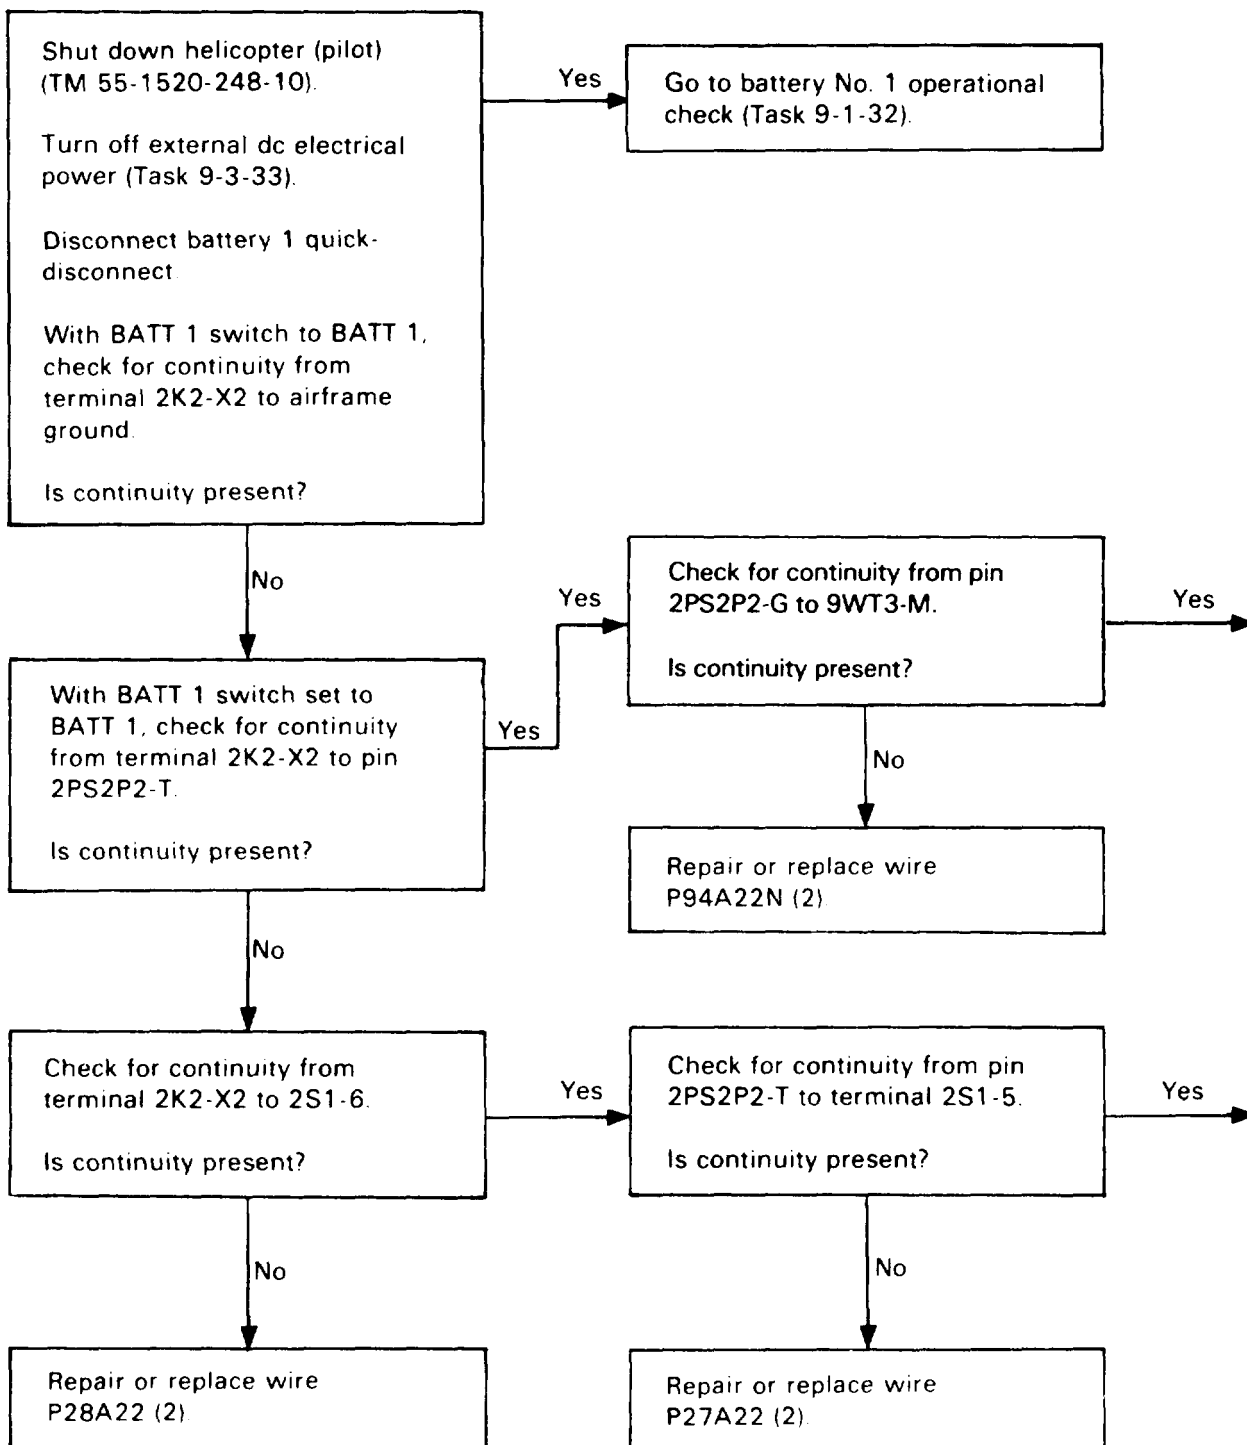 Shut down helicopter (pilot)
(TM 55-1520-248-10).
Turn off external dc electrical
power (Task 9-3-33).
Disconnect battery 1 quick-
disconnect.
With BATT 1 switch to BATT 1,
check for continuity from
terminal 2K2-X2 to airframe
ground.
Is continuity present?
Yes
Go to battery No. 1 operational
check (Task 9-1-32).
No
With BATT 1 switch set to
BATT 1, check for continuity
from terminal 2K2-X2 to pin
2PS2P2-T.
Is continuity present?
Yes
Yes
Check for continuity from pin
2PS2P2-G to 9WT3-M.
Is continuity present?
Yes
No
Repair or replace wire
P94A22N (2)
No
Check for continuity from
terminal 2K2-X2 to 2S1-6.
Is continuity present?
Yes
Check for continuity from pin
2PS2P2-T to terminal 2S1-5.
Is continuity present?
Yes
No
Repair or replace wire
P28A22 (2)
No
Repair or replace wire
P27A22 (2)